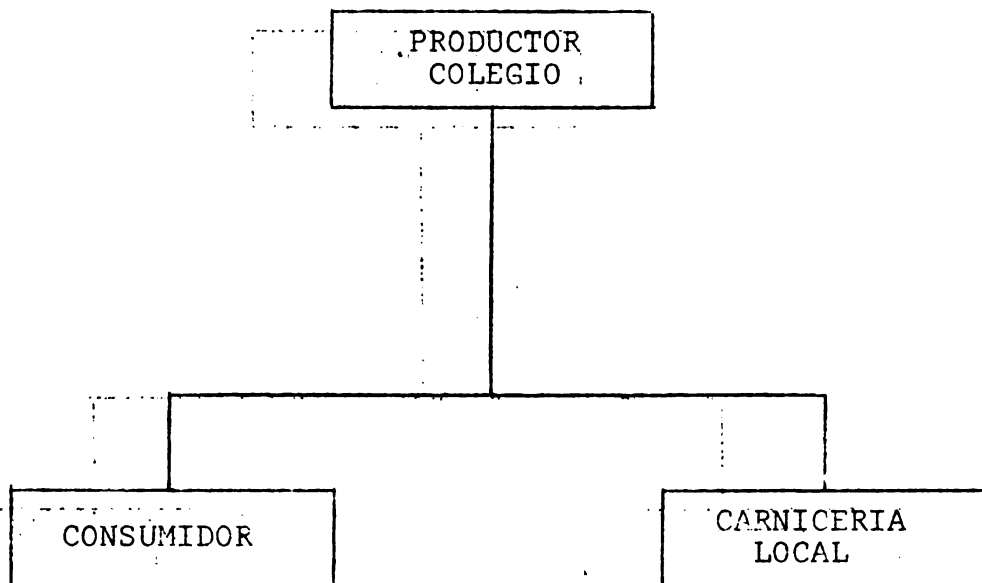 PRODUCTOR
COLEGIO
CONSUMIDOR
CARNICERIA
LOCAL